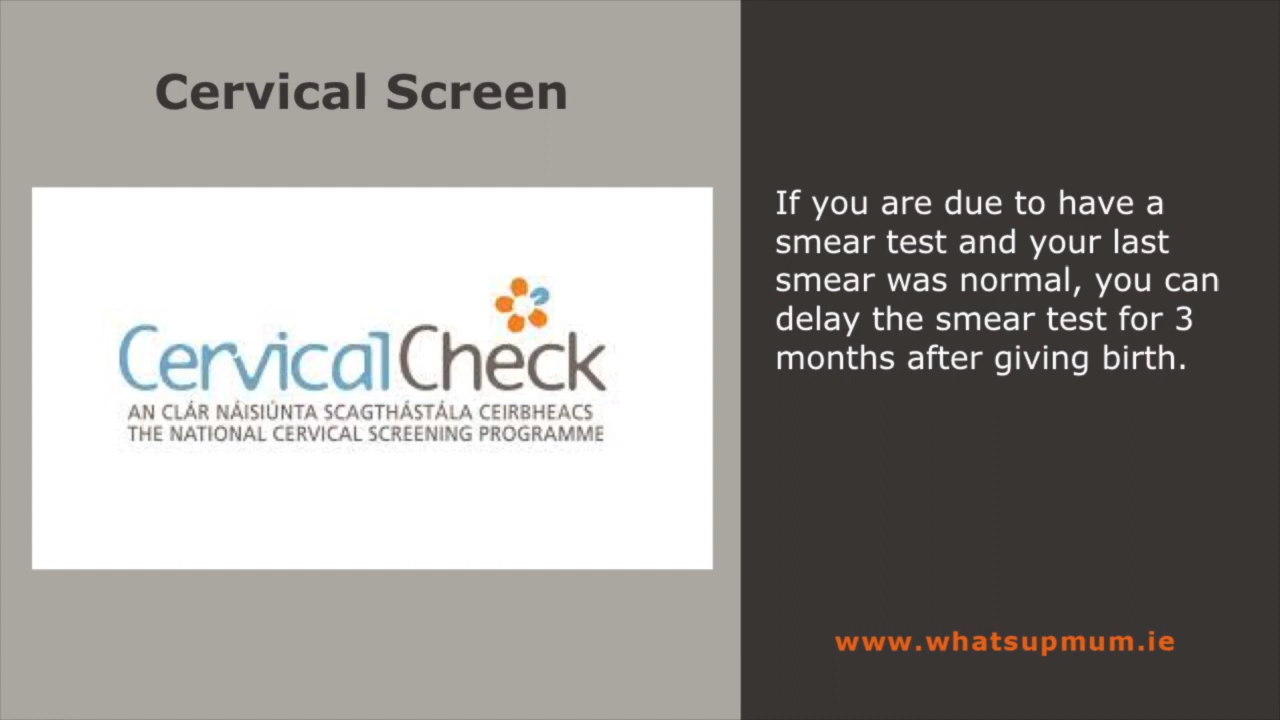 Cervical Screen
CervicalCheck
AN CLÁR NÁISIÚNTA SCAGTHÁSTÁLA CEIRBHEACS
THE NATIONAL CERVICAL SCREENING PROGRAMME
If you are due to have a
smear test and your last
smear was normal, you can
delay the smear test for 3
months after giving birth.
www.whatsupmum.ie